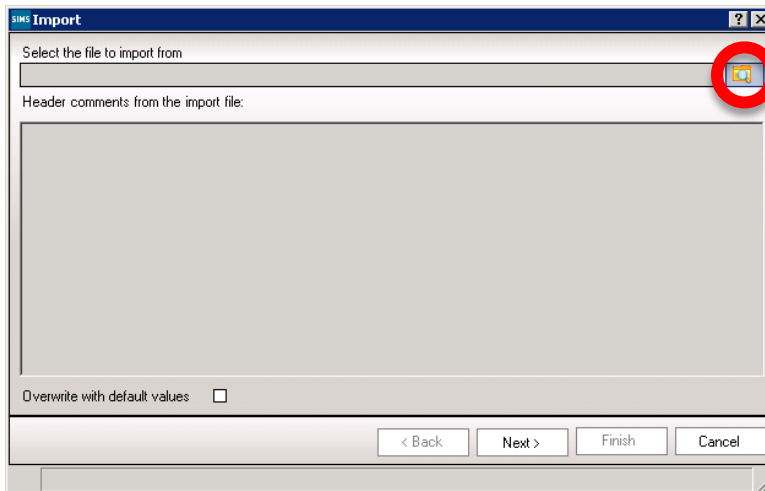 SIMS Import ? X
Select the file to import from
Header comments from the import file:
Overwrite with default values
< Back Next > Finish Cancel